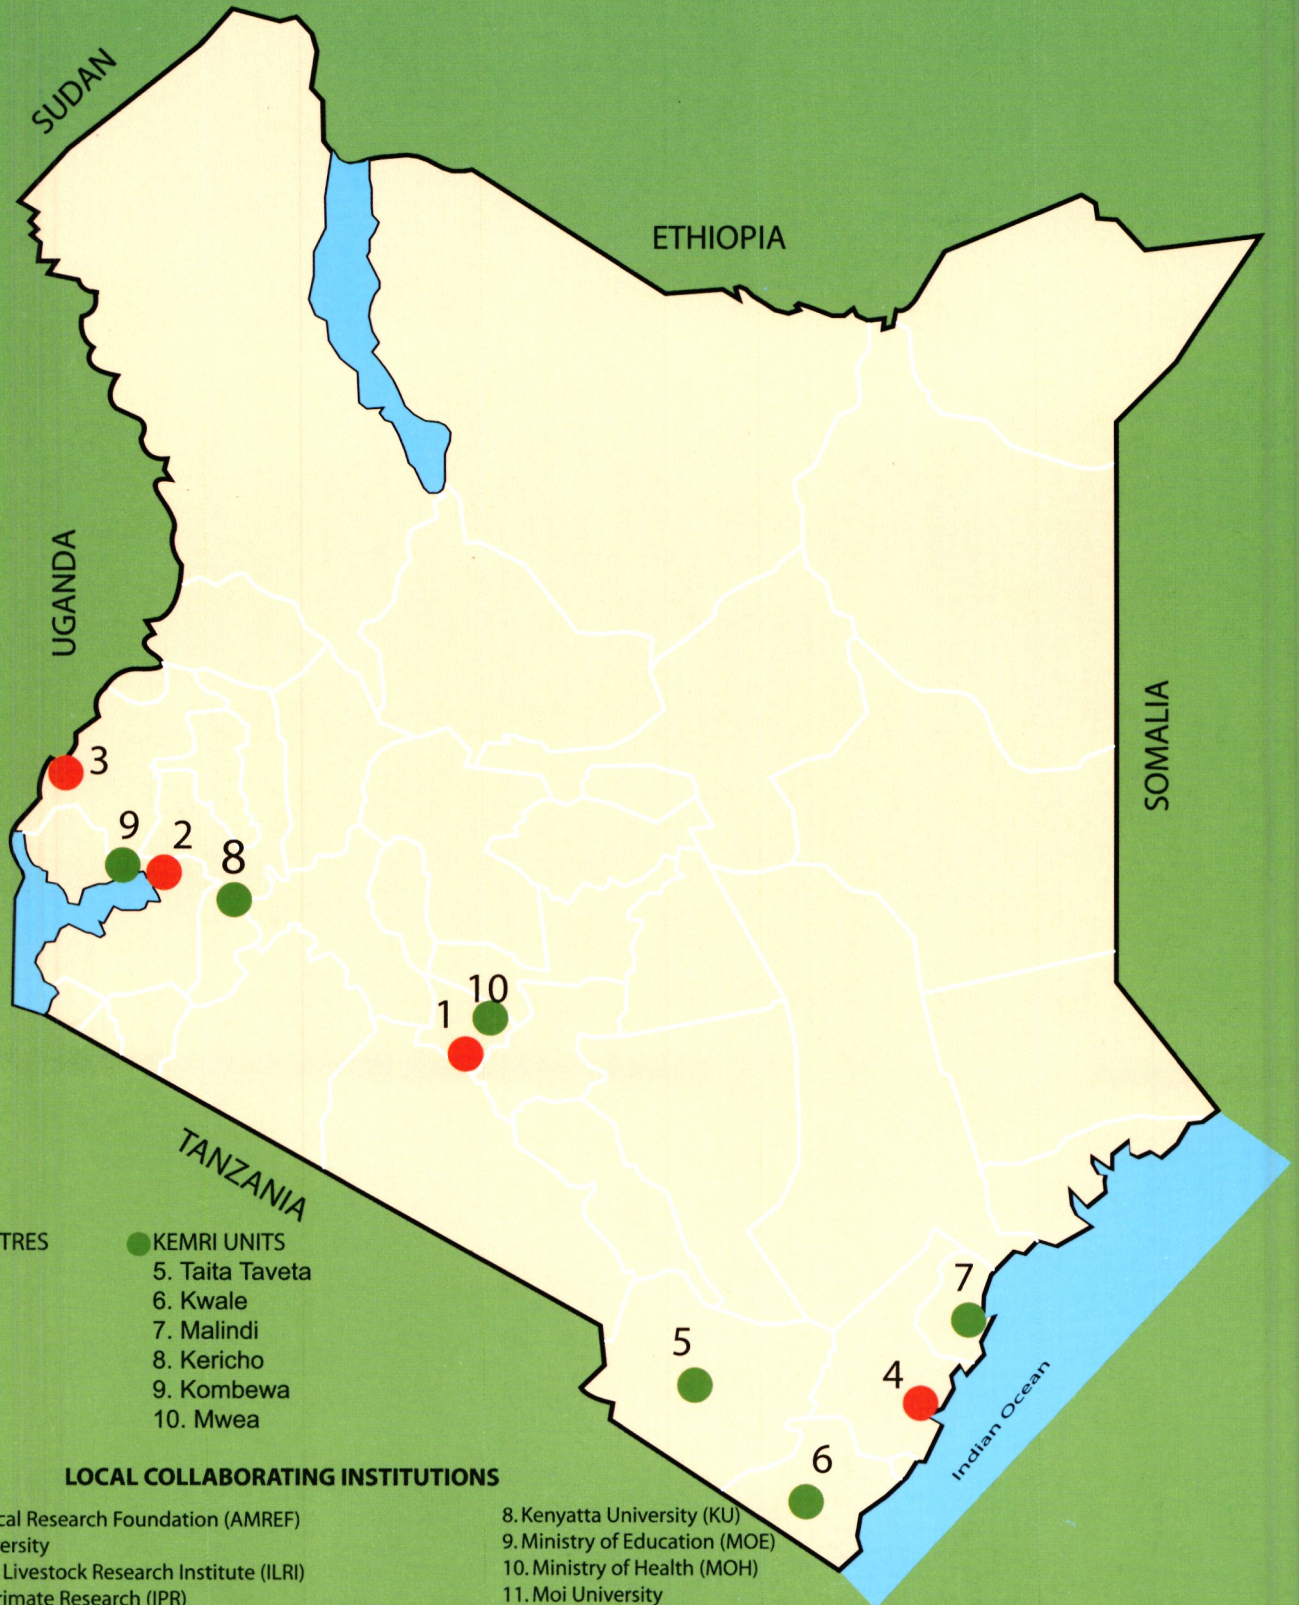 SUDAN
ETHIOPIA
UGANDA
SOMALIA
3
9
2
8
10
1
TANZANIA
7
5
4
6
Indian Ocean
TRES
KEMRI UNITS
5. Taita Taveta
6. Kwale
7. Malindi
8. Kericho
9. Kombewa
10. Mwea
LOCAL COLLABORATING INSTITUTIONS
cal Research Foundation (AMREF)
ersity
Livestock Research Institute (ILRI)
rimate Research (IPR)
8. Kenyatta University (KU)
9. Ministry of Education (MOE)
10. Ministry of Health (MOH)
11. Moi University